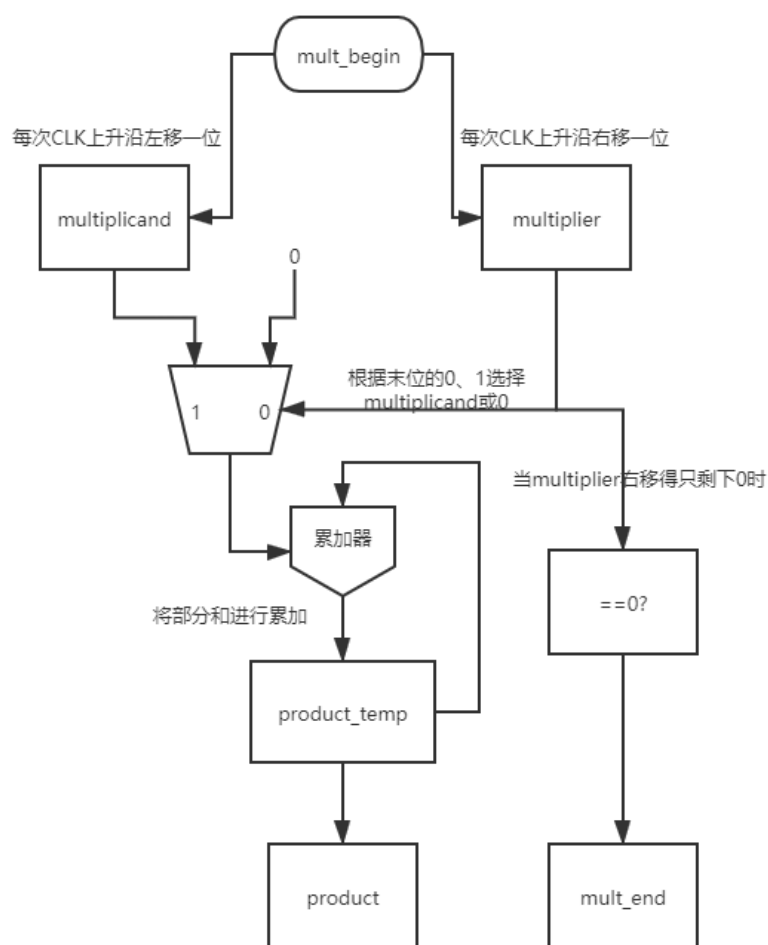 mult_begin
每次CLK上升沿左移一位
每次CLK上升沿右移一位
multiplicand
multiplier
0
根据末位的0、1选择
multiplicand或0
1
0
当multiplier右移得只剩下0时
累加器
==0?
将部分和进行累加
product_temp
product
mult_end